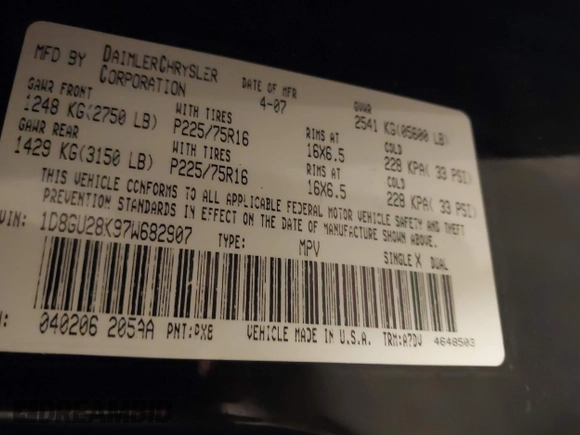 MFD BY DAIMLERCHRYSLER CORPORATION DATE OF MFR 4-07 GVWR 2541 KG(05600 LB)
GAWR FRONT WITH TIRES RIMS AT COLD
1248 KG(2750 LB) P225/75R16 16X6.5 228 KPA( 33 PSI)
GAWR REAR WITH TIRES RIMS AT COLD
1429 KG(3150 LB) P225/75R16 16X6.5 228 KPA( 33 PSI)
THIS VEHICLE CONFORMS TO ALL APPLICABLE FEDERAL MOTOR VEHICLE SAFETY AND THEFT
PREVENTION STANDARDS IN EFFECT ON THE DATE OF MANUFACTURE SHOWN ABOVE.
VIN: 1D8GU28K97W682907 TYPE: MPV SINGLE X DUAL
040206 205AA PNT:PX8 VEHICLE MADE IN U.S.A. TRM:A7DV 4648503
DREAMBID